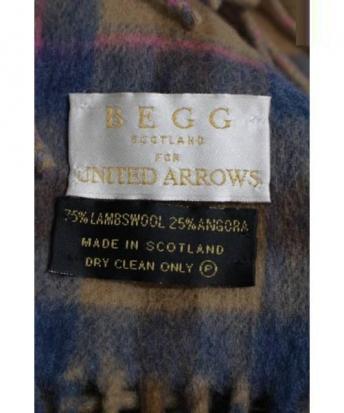 BEGG
SCOTLAND
FOR
UNITED ARROWS
75% LAMBSWOOL 25% ANGORA
MADE IN SCOTLAND
DRY CLEAN ONLY Ⓟ